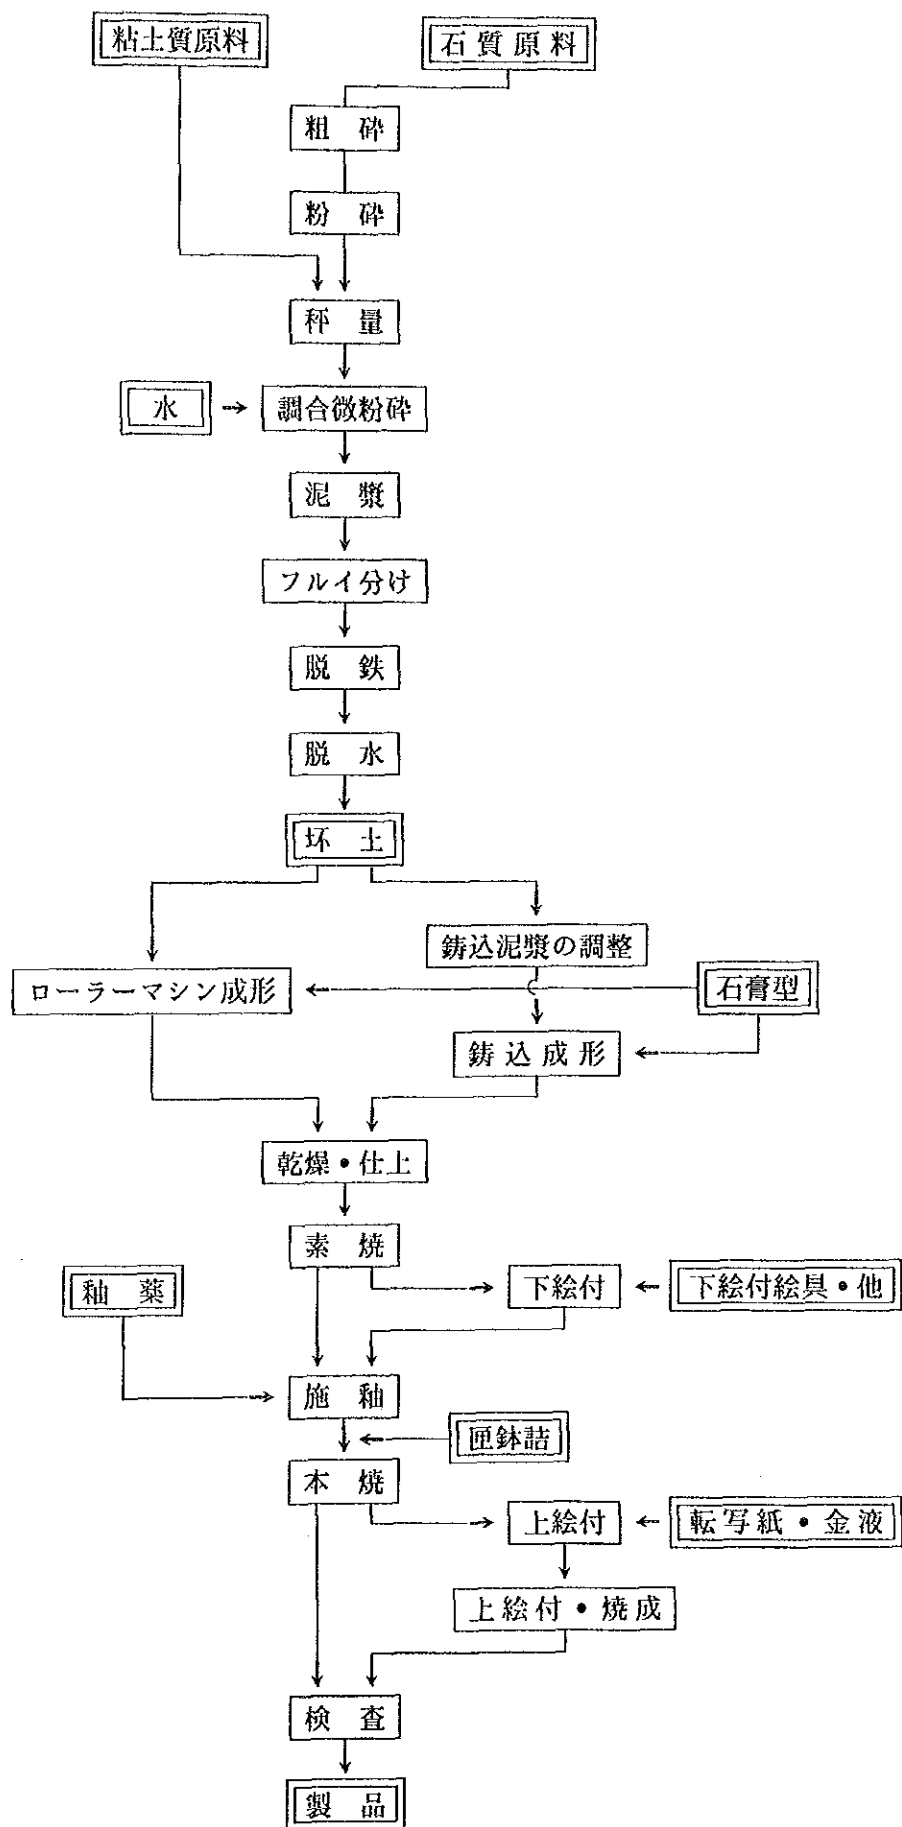 粘土質原料
石質原料
粗砕
粉砕
秤量
水
調合微粉砕
泥漿
フルイ分け
脱鉄
脱水
坏土
鋳込泥漿の調整
ローラーマシン成形
石膏型
鋳込成形
乾燥・仕上
素焼
釉薬
下絵付
下絵付絵具・他
施釉
匣鉢詰
本焼
上絵付
転写紙・金液
上絵付・焼成
検査
製品